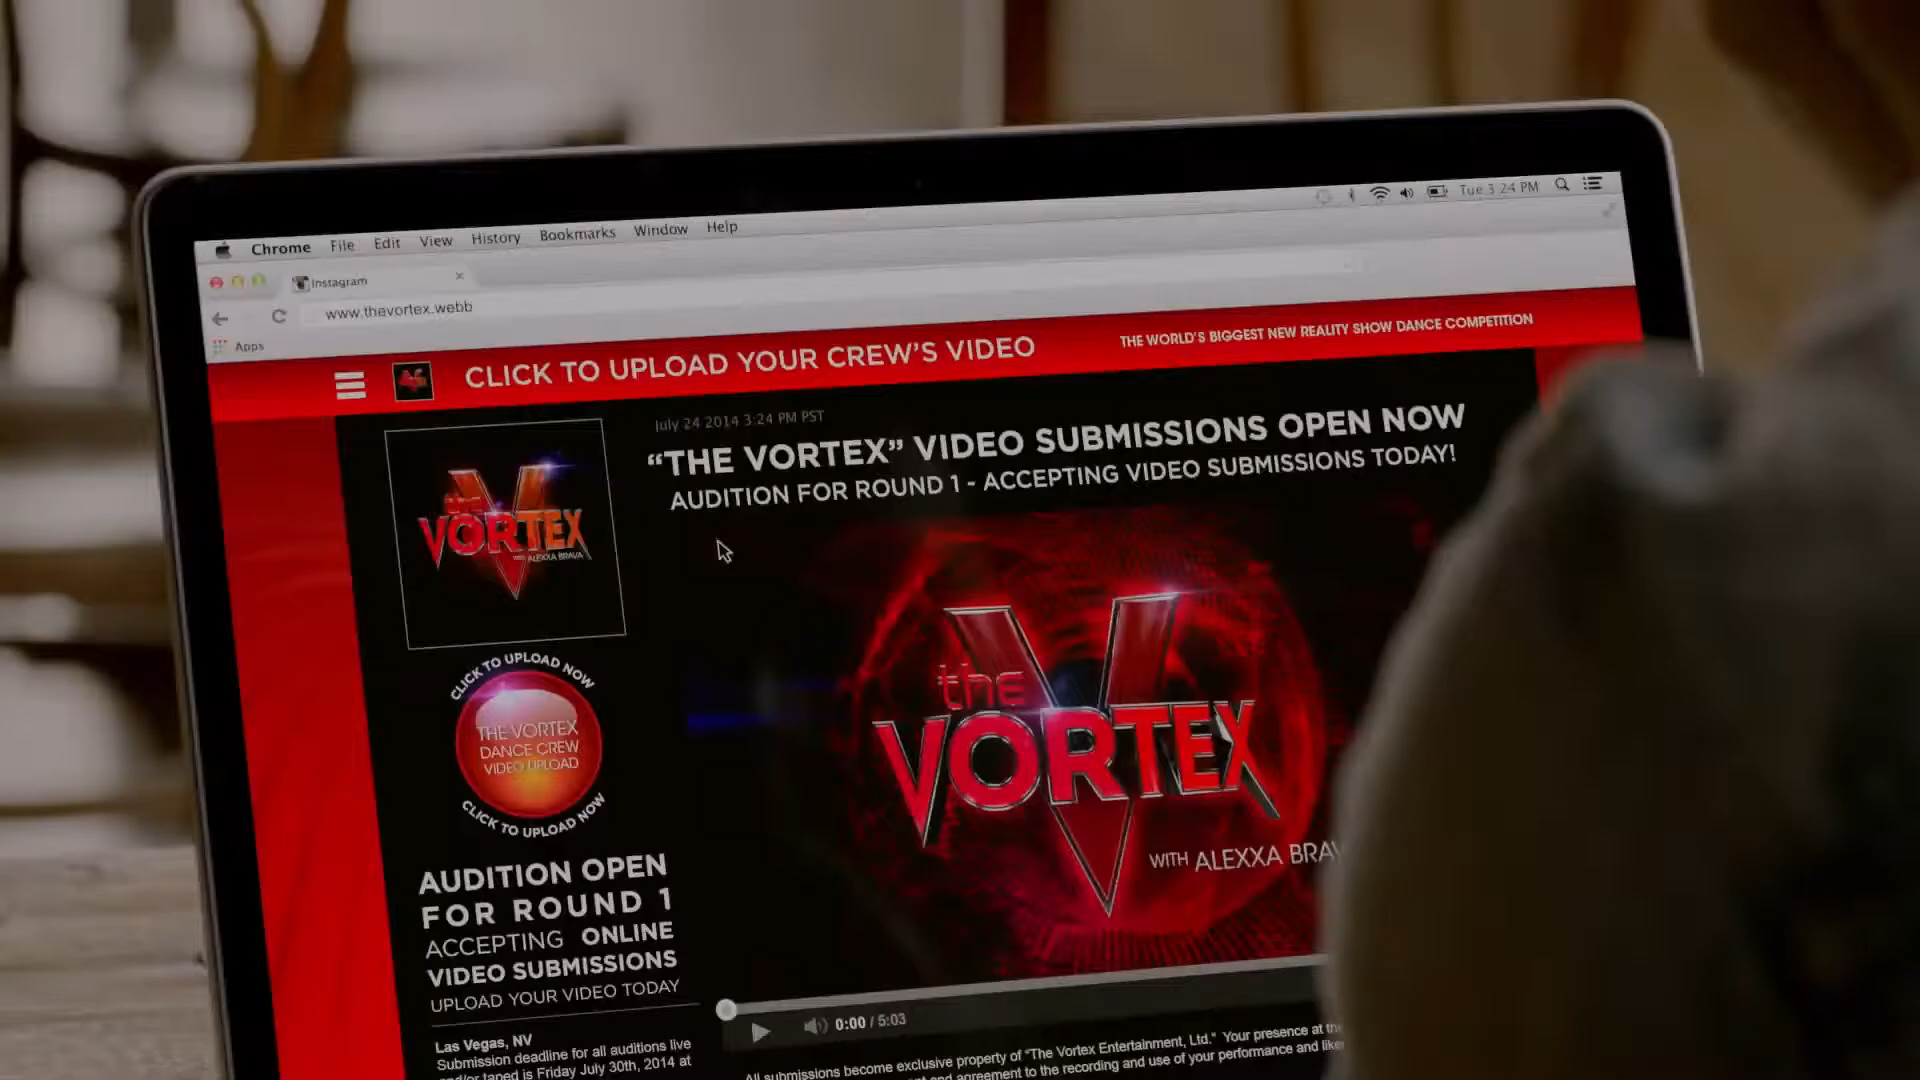 Chrome File Edit View History Bookmarks Window Help
Tue 3:24 PM
Instagram
www.thevortex.webb
Apps
CLICK TO UPLOAD YOUR CREW'S VIDEO
THE WORLD'S BIGGEST NEW REALITY SHOW DANCE COMPETITION
July 24 2014 3:24 PM PST
“THE VORTEX” VIDEO SUBMISSIONS OPEN NOW
AUDITION FOR ROUND 1 - ACCEPTING VIDEO SUBMISSIONS TODAY!
the
VORTEX
WITH ALEXXA BRAVA
CLICK TO UPLOAD NOW
THE VORTEX
DANCE CREW
VIDEO UPLOAD
CLICK TO UPLOAD NOW
the
VORTEX
WITH ALEXXA
AUDITION OPEN
FOR ROUND 1
ACCEPTING ONLINE
VIDEO SUBMISSIONS
UPLOAD YOUR VIDEO TODAY
Las Vegas, NV
Submission deadline for all auditions live
and/or taped is Friday July 30th, 2014 at
0:00 / 5:03
All submissions become exclusive property of "The Vortex Entertainment, Ltd." Your presence at
and agreement to the recording and use of your performance and